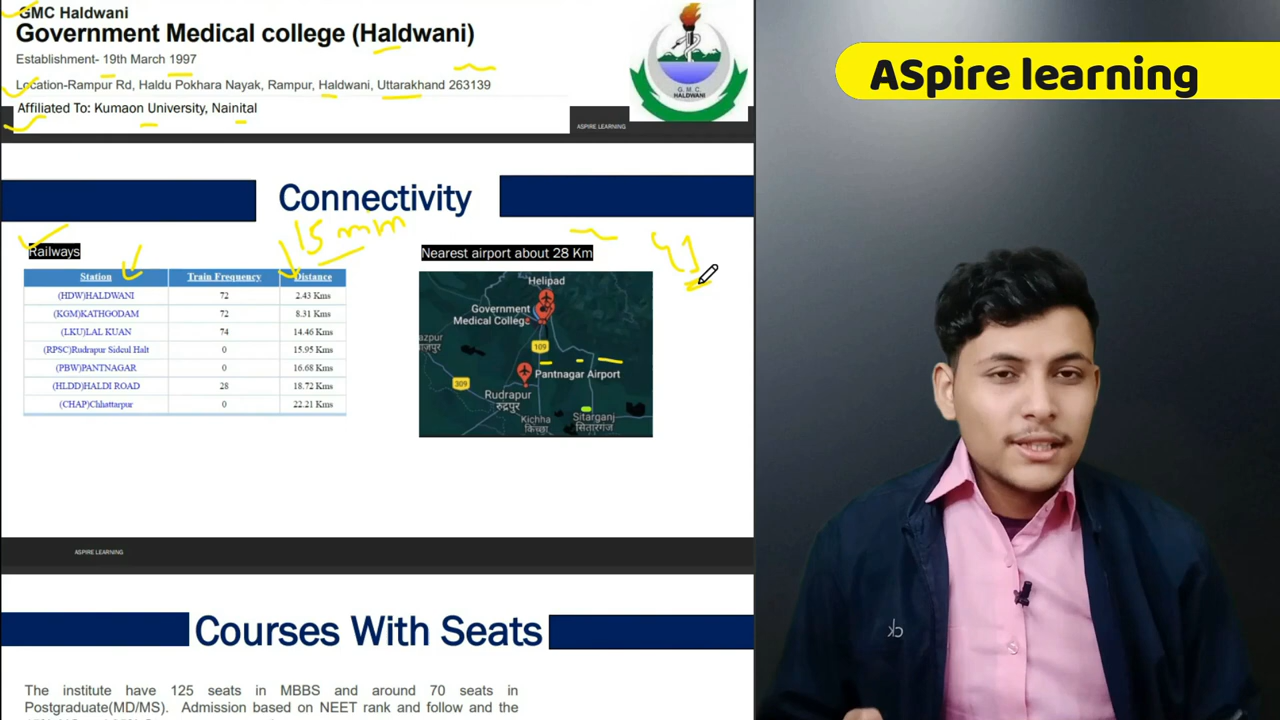 GMC Haldwani
Government Medical college (Haldwani)
Establishment- 19th March 1997
Location-Rampur Rd, Haldu Pokhara Nayak, Rampur, Haldwani, Uttarakhand 263139
Affiliated To: Kumaon University, Nainital
G. M. C.
HALDWANI
ASPIRE LEARNING
ASpire learning
Connectivity
15 min
Railways
Station Train Frequency Distance
(HDW)HALDWANI 72 2.43 Kms
(KGM)KATHGODAM 72 8.31 Kms
(LKU)LAL KUAN 74 14.46 Kms
(RPSC)Rudrapur Sidcul Halt 0 15.95 Kms
(PBW)PANTNAGAR 0 16.68 Kms
(HLDD)HALDI ROAD 28 18.72 Kms
(CHAP)Chhattarpur 0 22.21 Kms
Nearest airport about 28 Km
Helipad
Government
Medical College
azpur
109
Pantnagar Airport
309
Rudrapur
रुद्रपुर
Kichha
किच्छा
Sitarganj
सितारगंज
ASPIRE LEARNING
Courses With Seats
The institute have 125 seats in MBBS and around 70 seats in
Postgraduate(MD/MS). Admission based on NEET rank and follow and the